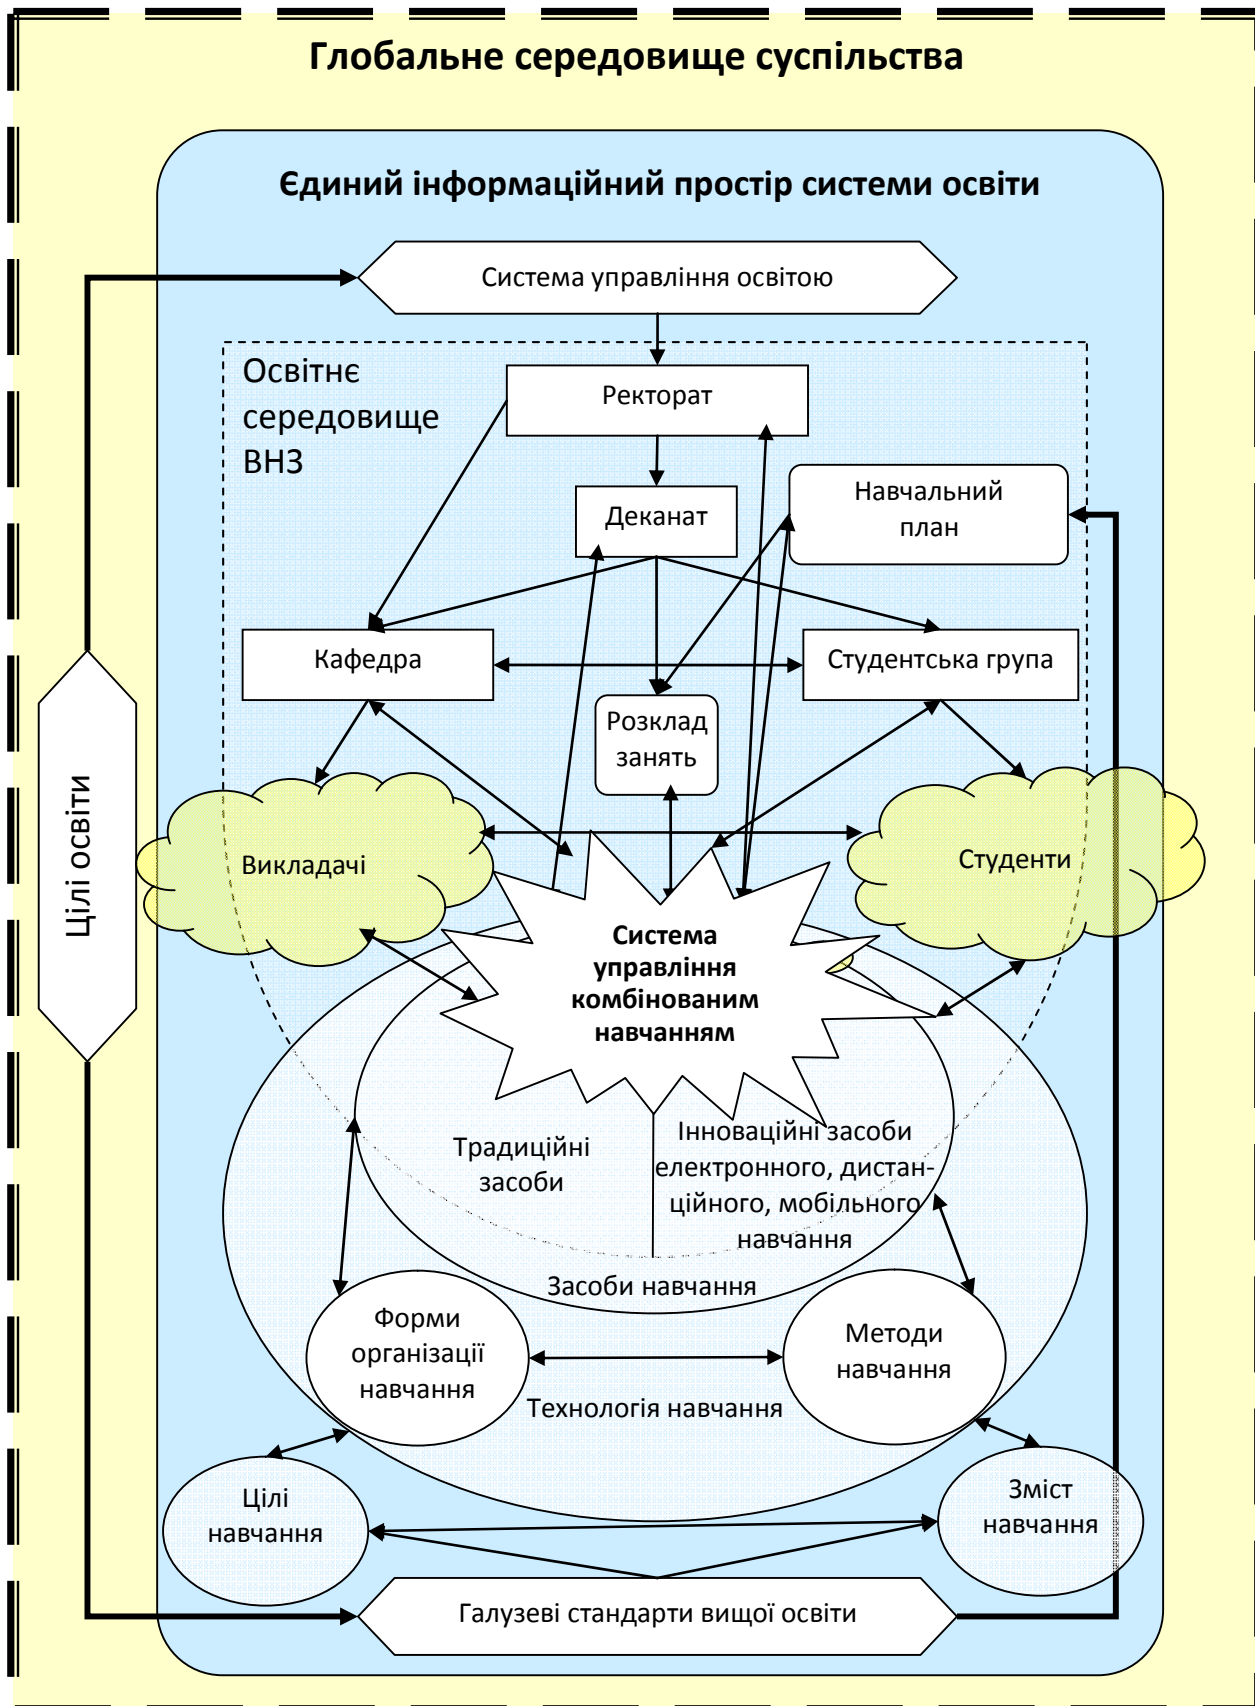 Глобальне середовище суспільства
Єдиний інформаційний простір системи освіти
Система управління освітою
Освітнє
середовище
ВНЗ
Ректорат
Деканат
Навчальний
план
Кафедра
Студентська група
Розклад
занять
Цілі освіти
Викладачі
Студенти
Система
управління
комбінованим
навчанням
Традиційні
засоби
Інноваційні засоби
електронного, дистан-
ційного, мобільного
навчання
Засоби навчання
Форми
організації
навчання
Методи
навчання
Технологія навчання
Цілі
навчання
Зміст
навчання
Галузеві стандарти вищої освіти